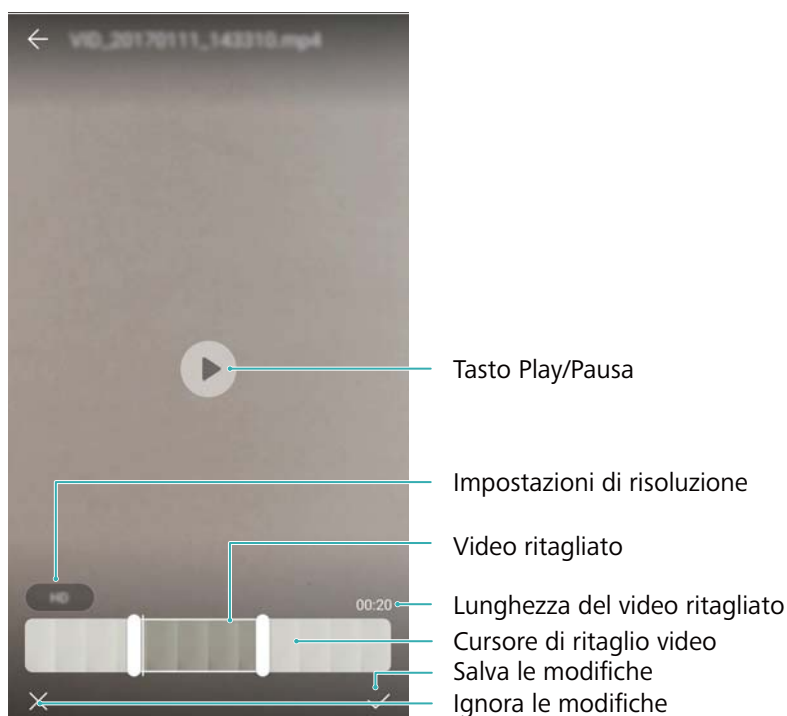 VID_20170111_143310.mp4
Tasto Play/Pausa
Impostazioni di risoluzione
Video ritagliato
HD
00:20
Lunghezza del video ritagliato
Cursore di ritaglio video
Salva le modifiche
Ignora le modifiche